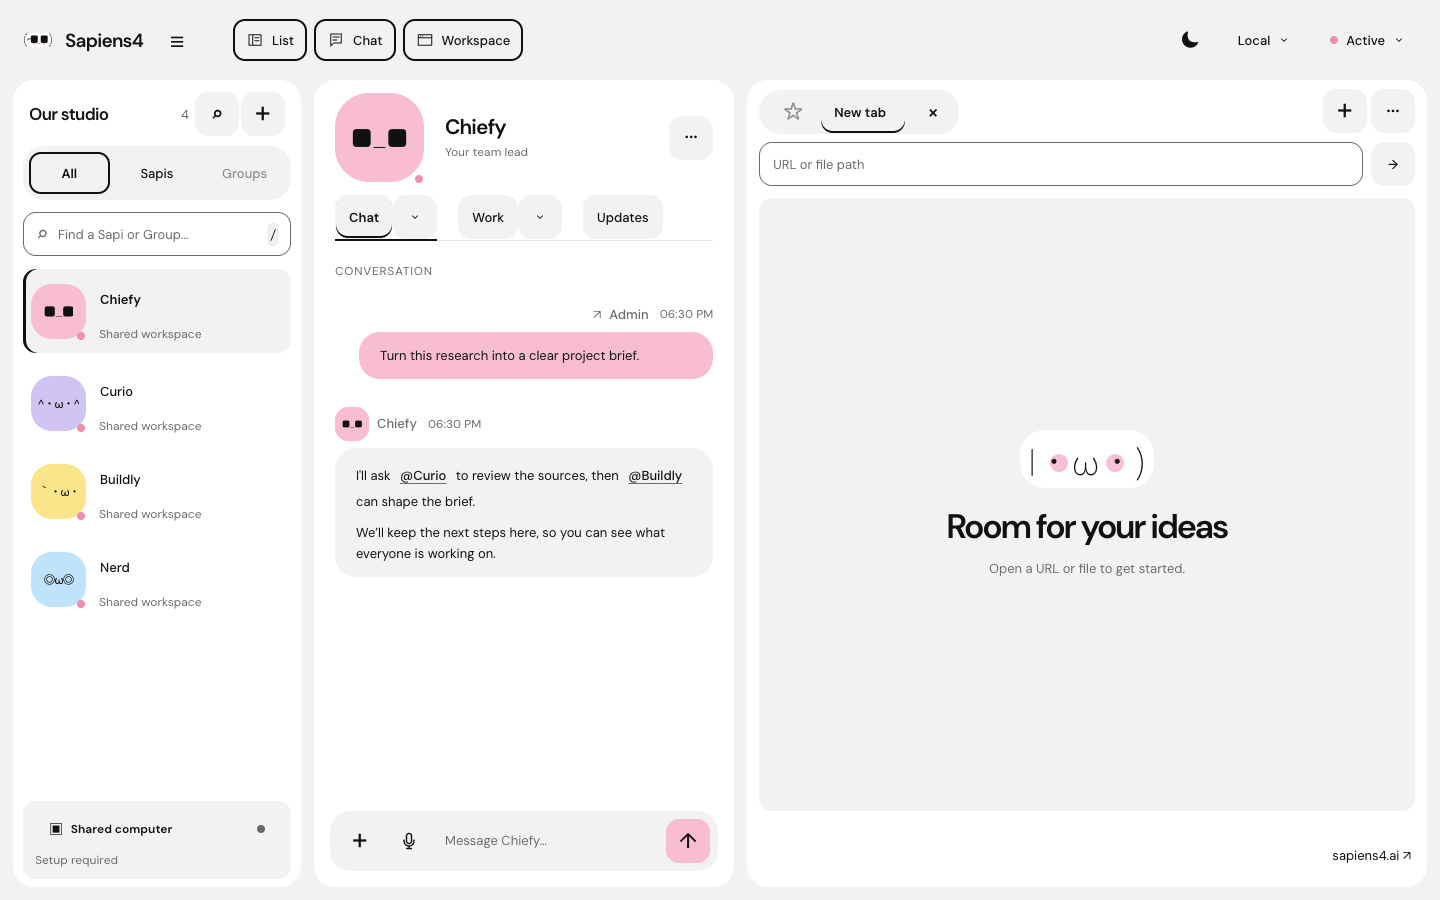 Sapiens4
List
Chat
Workspace
Local
Active
Our studio
4
All
Sapis
Groups
Find a Sapi or Group...
/
Chiefy
Shared workspace
^·ω·^
Curio
Shared workspace
`·ω·
Buildly
Shared workspace
◎ω◎
Nerd
Shared workspace
Shared computer
Setup required
Chiefy
Your team lead
Chat
Work
Updates
CONVERSATION
Admin 06:30 PM
Turn this research into a clear project brief.
Chiefy 06:30 PM
I'll ask @Curio to review the sources, then @Buildly
can shape the brief.
We’ll keep the next steps here, so you can see what
everyone is working on.
Message Chiefy...
New tab
URL or file path
Room for your ideas
Open a URL or file to get started.
sapiens4.ai